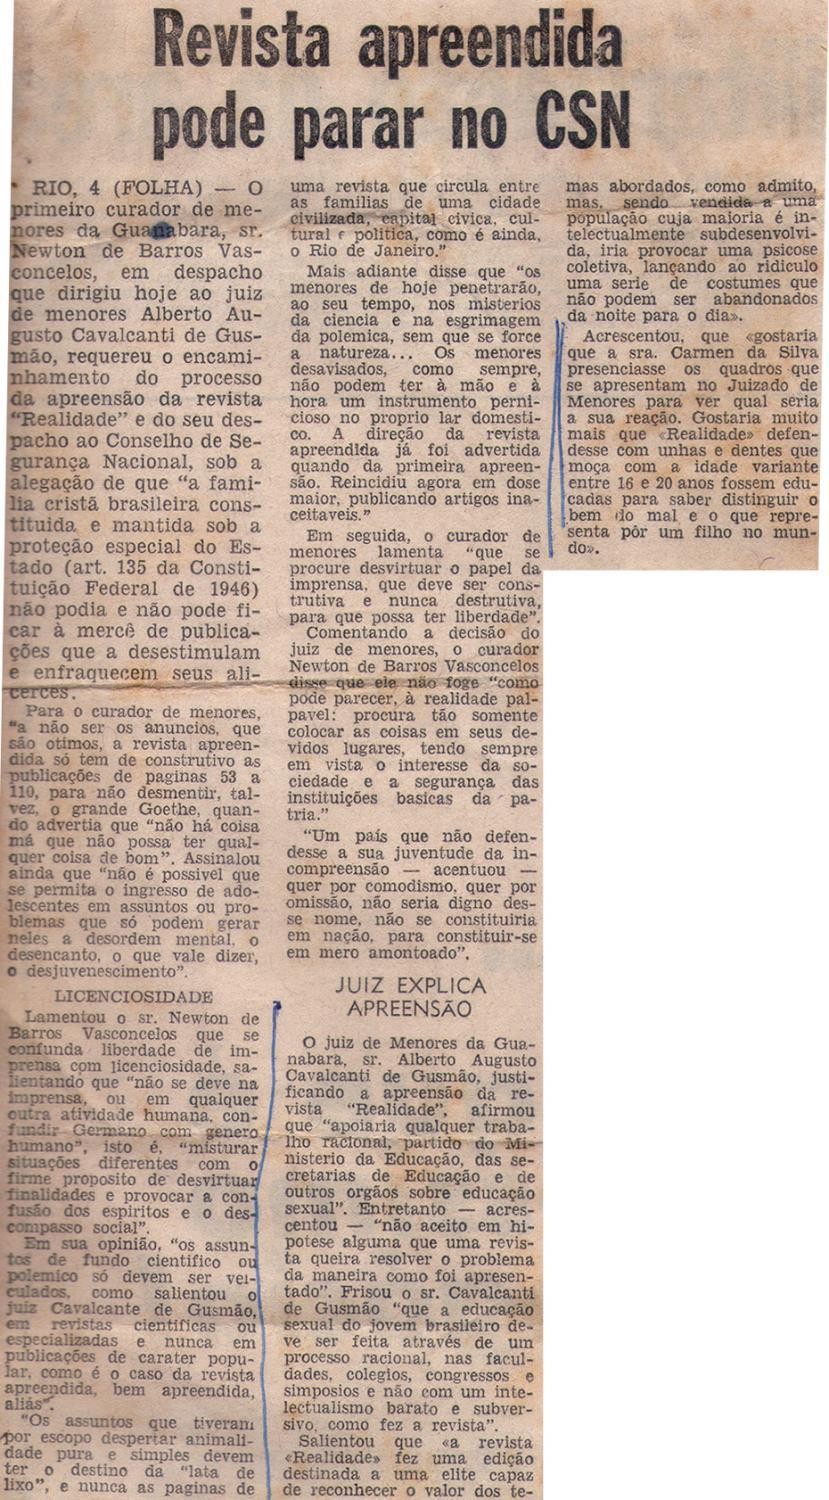 Revista apreendida
pode parar no CSN
RIO, 4 (FOLHA) — O
primeiro curador de me-
nores da Guanabara, sr.
Newton de Barros Vas-
concelos, em despacho
que dirigiu hoje ao juiz
de menores Alberto Au-
gusto Cavalcanti de Gus-
mão, requereu o encami-
nhamento do processo
da apreensão da revista
"Realidade" e do seu des-
pacho ao Conselho de Se-
gurança Nacional, sob a
alegação de que "a fami-
lia cristã brasileira cons-
tituida e mantida sob a
proteção especial do Es-
tado (art. 135 da Consti-
tuição Federal de 1946)
não podia e não pode fi-
car à mercê de publica-
ções que a desestimulam
e enfraquecem seus ali-
cerces.
Para o curador de menores,
"a não ser os anuncios, que
são otimos, a revista apreen-
dida só tem de construtivo as
publicações de paginas 53 a
110, para não desmentir, tal-
vez, o grande Goethe, quan-
do advertia que "não há coisa
má que não possa ter qual-
quer coisa de bom". Assinalou
ainda que "não é possivel que
se permita o ingresso de ado-
lescentes em assuntos ou pro-
blemas que só podem gerar
neles a desordem mental, o
desencanto, o que vale dizer,
o desjuvenescimento".
LICENCIOSIDADE
Lamentou o sr. Newton de
Barros Vasconcelos que se
confunda liberdade de im-
prensa com licenciosidade, sa-
lientando que "não se deve na
imprensa, ou em qualquer
outra atividade humana, con-
fundir Germano com genero
humano", isto é, "misturar
situações diferentes com o
firme proposito de desvirtuar
finalidades e provocar a con-
fusão dos espiritos e o des-
compasso social".
Em sua opinião, "os assun-
tos de fundo cientifico ou
polemico só devem ser vei-
culados, como salientou o
juiz Cavalcante de Gusmão,
em revistas cientificas ou
especializadas e nunca em
publicações de carater popu-
lar, como é o caso da revista
apreendida, bem apreendida,
aliás".
"Os assuntos que tiveram
por escopo despertar animali-
dade pura e simples devem
ter o destino da "lata de
lixo", e nunca as paginas de
uma revista que circula entre
as familias de uma cidade
civilizada, capital civica, cul-
tural e politica, como é ainda,
o Rio de Janeiro."
Mais adiante disse que "os
menores de hoje penetrarão,
ao seu tempo, nos misterios
da ciencia e na esgrimagem
da polemica, sem que se force
a natureza... Os menores
desavisados, como sempre,
não podem ter à mão e à
hora um instrumento perni-
cioso no proprio lar domesti-
co. A direção da revista
apreendida já foi advertida
quando da primeira apreen-
são. Reincidiu agora em dose
maior, publicando artigos ina-
ceitaveis."
Em seguida, o curador de
menores lamenta "que se
procure desvirtuar o papel da
imprensa, que deve ser cons-
trutiva e nunca destrutiva,
para que possa ter liberdade".
Comentando a decisão do
juiz de menores, o curador
Newton de Barros Vasconcelos
disse que ele não foge "como
pode parecer, à realidade pal-
pavel: procura tão somente
colocar as coisas em seus de-
vidos lugares, tendo sempre
em vista o interesse da so-
ciedade e a segurança das
instituições basicas da pa-
tria."
"Um país que não defen-
desse a sua juventude da in-
compreensão — acentuou —
quer por comodismo, quer por
omissão, não seria digno des-
se nome, não se constituiria
em nação, para constituir-se
em mero amontoado".
JUIZ EXPLICA
APREENSÃO
O juiz de Menores da Gua-
nabara, sr. Alberto Augusto
Cavalcanti de Gusmão, justi-
ficando a apreensão da re-
vista "Realidade", afirmou
que "apoiaria qualquer traba-
lho racional, partido do Mi-
nisterio da Educação, das se-
cretarias de Educação e de
outros orgãos sobre educação
sexual". Entretanto — acres-
centou — "não aceito em hi-
potese alguma que uma revis-
ta queira resolver o problema
da maneira como foi apresen-
tado". Frisou o sr. Cavalcanti
de Gusmão "que a educação
sexual do jovem brasileiro de-
ve ser feita através de um
processo racional, nas facul-
dades, colegios, congressos e
simposios e não com um inte-
lectualismo barato e subver-
sivo, como fez a revista".
Salientou que «a revista
«Realidade» fez uma edição
destinada a uma elite capaz
de reconhecer o valor dos te-
mas abordados, como admito,
mas, sendo vendida a uma
população cuja maioria é in-
telectualmente subdesenvolvi-
da, iria provocar uma psicose
coletiva, lançando ao ridiculo
uma serie de costumes que
não podem ser abandonados
da noite para o dia».
Acrescentou, que «gostaria
que a sra. Carmen da Silva
presenciasse os quadros que
se apresentam no Juizado de
Menores para ver qual seria
a sua reação. Gostaria muito
mais que «Realidade» defen-
desse com unhas e dentes que
moça com a idade variante
entre 16 e 20 anos fossem edu-
cadas para saber distinguir o
bem do mal e o que repre-
senta pôr um filho no mun-
do».